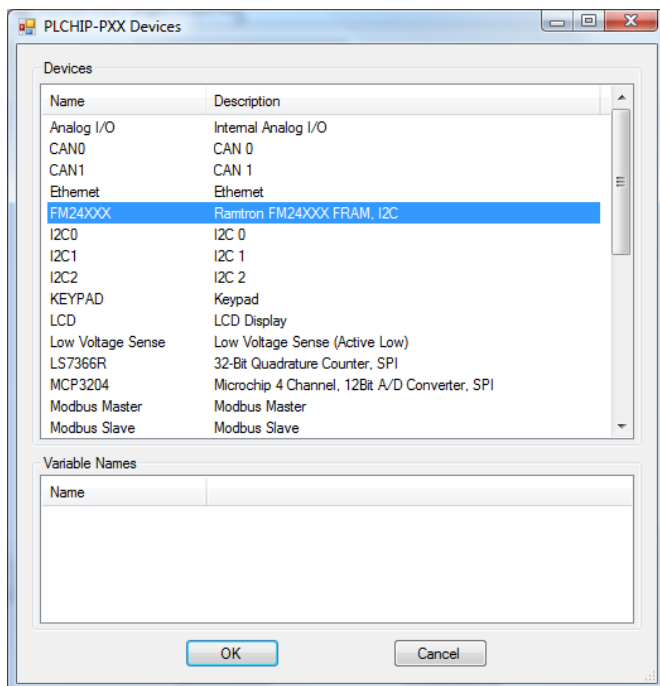 PLCHIP-PXX Devices
Devices
Name Description
Analog I/O Internal Analog I/O
CAN0 CAN 0
CAN1 CAN 1
Ethernet Ethernet
FM24XXX Ramtron FM24XXX FRAM, I2C
I2C0 I2C 0
I2C1 I2C 1
I2C2 I2C 2
KEYPAD Keypad
LCD LCD Display
Low Voltage Sense Low Voltage Sense (Active Low)
LS7366R 32-Bit Quadrature Counter, SPI
MCP3204 Microchip 4 Channel, 12Bit A/D Converter, SPI
Modbus Master Modbus Master
Modbus Slave Modbus Slave
Variable Names
Name
OK Cancel